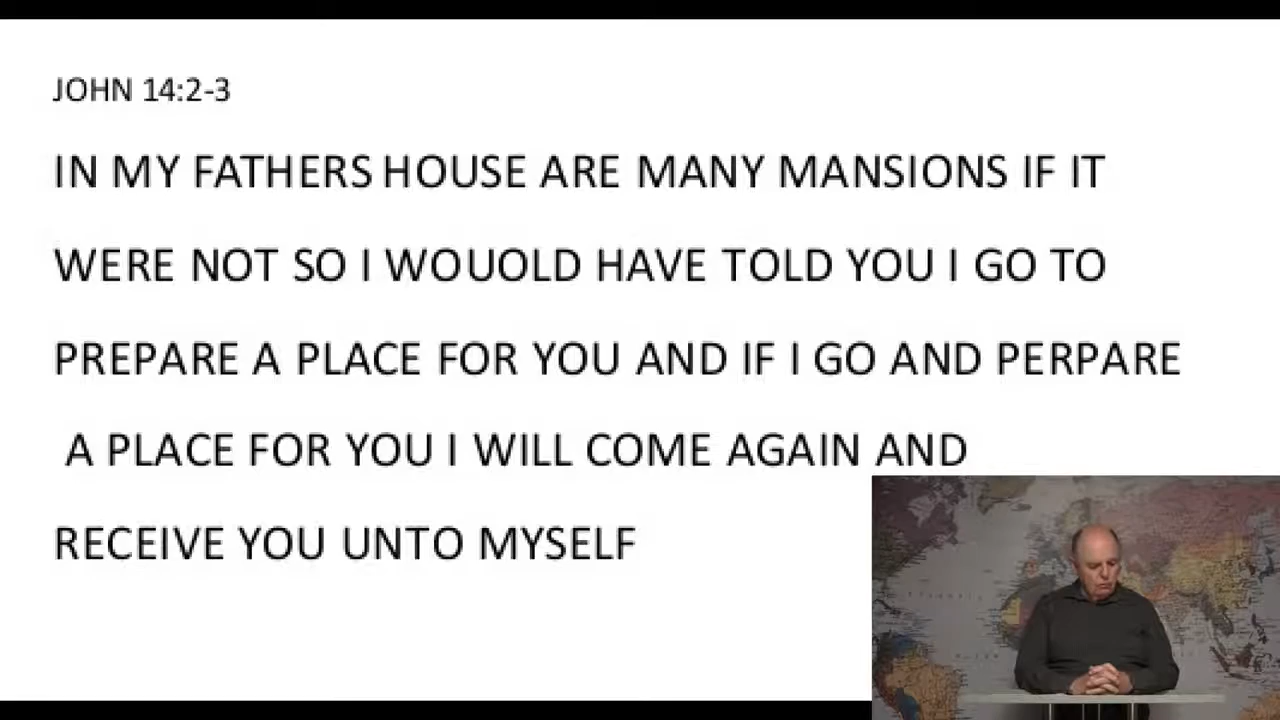 JOHN 14:2-3
IN MY FATHERS HOUSE ARE MANY MANSIONS IF IT
WERE NOT SO I WOUOLD HAVE TOLD YOU I GO TO
PREPARE A PLACE FOR YOU AND IF I GO AND PERPARE
A PLACE FOR YOU I WILL COME AGAIN AND
RECEIVE YOU UNTO MYSELF